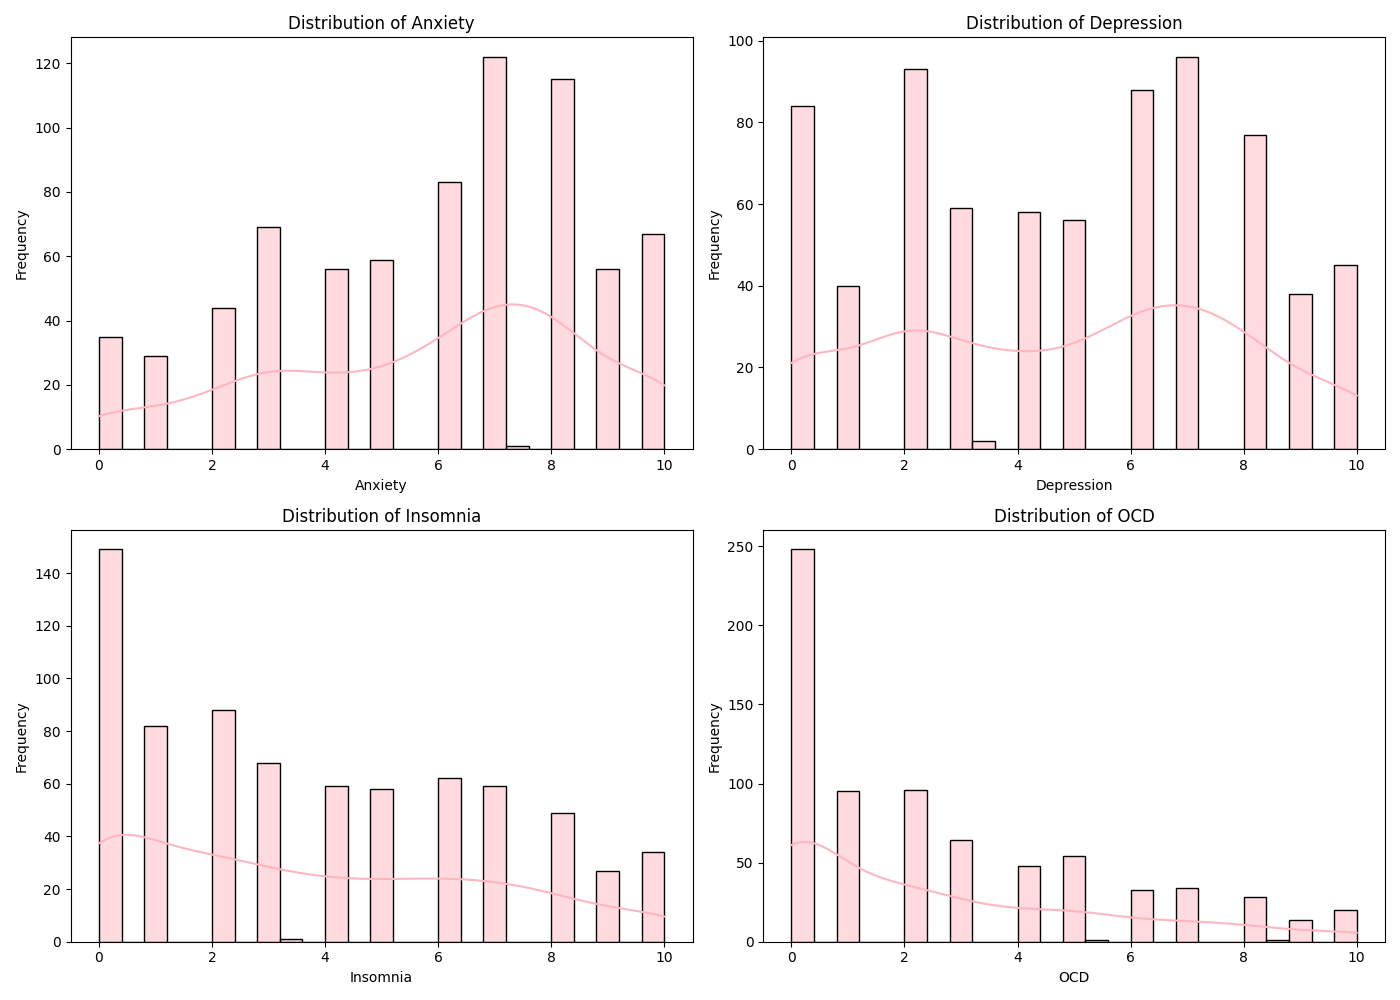 Distribution of Anxiety
Frequency
120
100
80
60
40
20
0
0 2 4 6 8 10
Anxiety
Distribution of Depression
Frequency
100
80
60
40
20
0
0 2 4 6 8 10
Depression
Distribution of Insomnia
Frequency
140
120
100
80
60
40
20
0
0 2 4 6 8 10
Insomnia
Distribution of OCD
Frequency
250
200
150
100
50
0
0 2 4 6 8 10
OCD